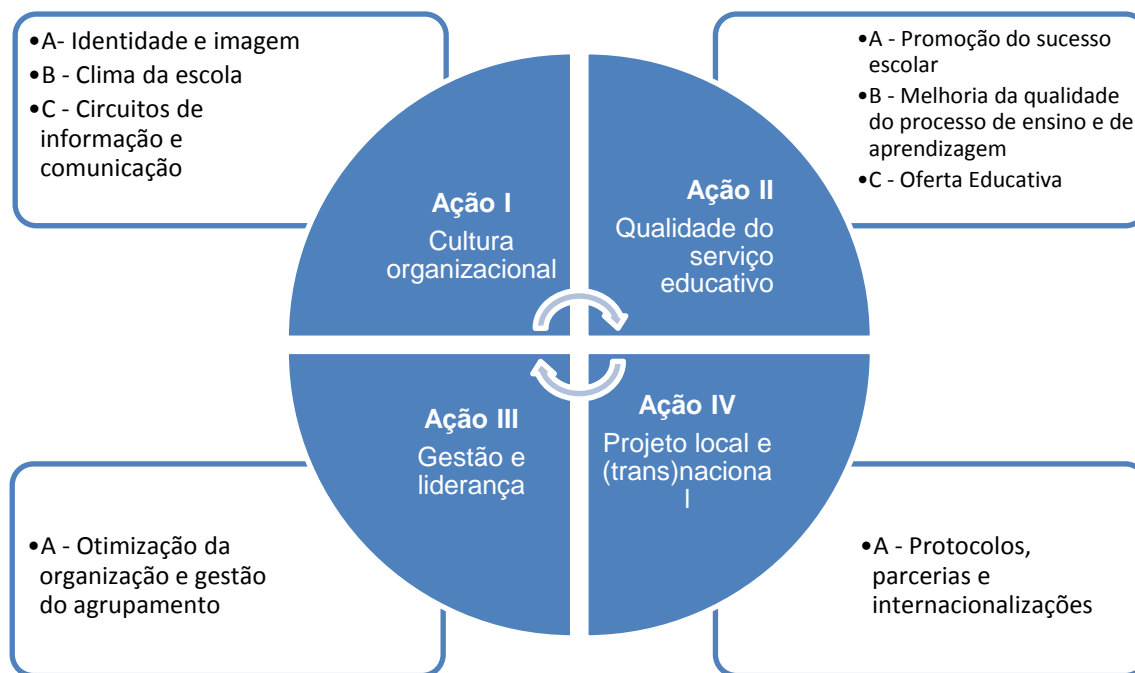 •A- Identidade e imagem
•B - Clima da escola
•C - Circuitos de
informação e
comunicação
•A - Promoção do sucesso
escolar
•B - Melhoria da qualidade
do processo de ensino e de
aprendizagem
•C - Oferta Educativa
Ação I
Cultura
organizacional
Ação II
Qualidade do
serviço
educativo
Ação III
Gestão e
liderança
Ação IV
Projeto local e
(trans)naciona
l
•A - Otimização da
organização e gestão
do agrupamento
•A - Protocolos,
parcerias e
internacionalizações